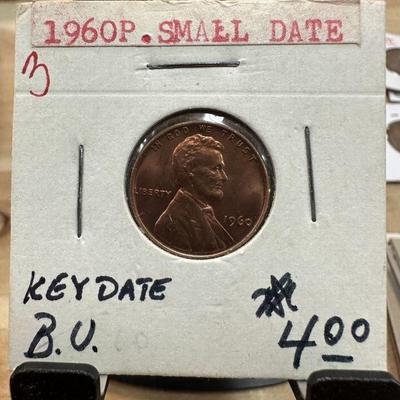 1960P. SMALL DATE
3
IN GOD WE TRUST
LIBERTY
1960
KEY DATE
B.U.
4.00